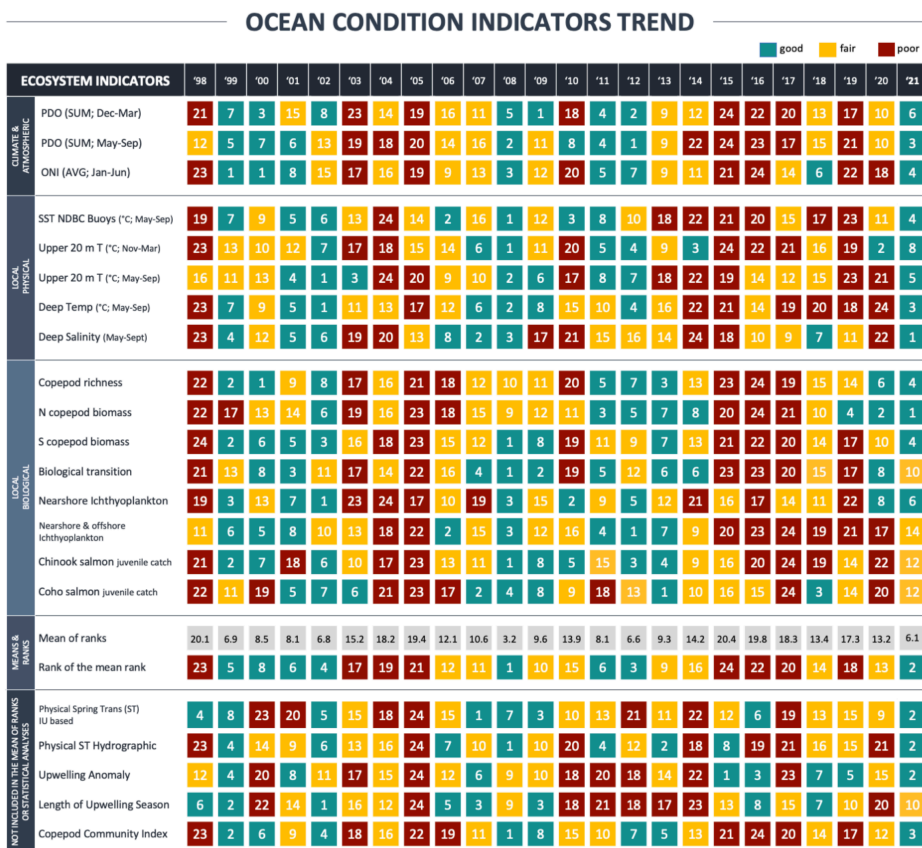 OCEAN CONDITION INDICATORS TREND
good fair poor
ECOSYSTEM INDICATORS '98 '99 '00 '01 '02 '03 '04 '05 '06 '07 '08 '09 '10 '11 '12 '13 '14 '15 '16 '17 '18 '19 '20 '21
CLIMATE & ATMOSPHERIC
PDO (SUM; Dec-Mar) 21 7 3 15 8 23 14 19 16 11 5 1 18 4 2 9 12 24 22 20 13 17 10 6
PDO (SUM; May-Sep) 12 5 7 6 13 19 18 20 14 16 2 11 8 4 1 9 22 24 23 17 15 21 10 3
ONI (AVG; Jan-Jun) 23 1 1 8 15 17 16 19 9 13 3 12 20 5 7 9 11 21 24 14 6 22 18 4
LOCAL PHYSICAL
SST NDBC Buoys (°C; May-Sep) 19 7 9 5 6 13 24 14 2 16 1 12 3 8 10 18 22 21 20 15 17 23 11 4
Upper 20 m T (°C; Nov-Mar) 23 13 10 12 7 17 18 15 14 6 1 11 20 5 4 9 3 24 22 21 16 19 2 8
Upper 20 m T (°C; May-Sep) 16 11 13 4 1 3 24 20 9 10 2 6 17 8 7 18 22 19 14 12 15 23 21 5
Deep Temp (°C; May-Sep) 23 7 9 5 1 11 13 17 12 6 2 8 15 10 4 16 22 21 14 19 20 18 24 3
Deep Salinity (May-Sept) 23 4 12 5 6 19 20 13 8 2 3 17 21 15 16 14 24 18 10 9 7 11 22 1
LOCAL BIOLOGICAL
Copepod richness 22 2 1 9 8 17 16 21 18 12 10 11 20 5 7 3 13 23 24 19 15 14 6 4
N copepod biomass 22 17 13 14 6 19 16 23 18 15 9 12 11 3 5 7 8 20 24 21 10 4 2 1
S copepod biomass 24 2 6 5 3 16 18 23 15 12 1 8 19 11 9 7 13 21 22 20 14 17 10 4
Biological transition 21 13 8 3 11 17 14 22 16 4 1 2 19 5 12 6 6 23 23 20 15 17 8 10
Nearshore Ichthyoplankton 19 3 13 7 1 23 24 17 10 19 3 15 2 9 5 12 21 16 17 14 11 22 8 6
Nearshore & offshore
Ichthyoplankton 11 6 5 8 10 13 18 22 2 15 3 12 16 4 1 7 9 20 23 24 19 21 17 14
Chinook salmon juvenile catch 21 2 7 18 6 10 17 23 13 11 1 8 5 15 3 4 9 16 20 24 19 14 22 12
Coho salmon juvenile catch 22 11 19 5 7 6 21 23 17 2 4 8 9 18 13 1 10 16 15 24 3 14 20 12
MEANS & RANKS
Mean of ranks 20.1 6.9 8.5 8.1 6.8 15.2 18.2 19.4 12.1 10.6 3.2 9.6 13.9 8.1 6.6 9.3 14.2 20.4 19.8 18.3 13.4 17.3 13.2 6.1
Rank of the mean rank 23 5 8 6 4 17 19 21 12 11 1 10 15 6 3 9 16 24 22 20 14 18 13 2
NOT INCLUDED IN THE MEAN OF RANKS OR STATISTICAL ANALYSES
Physical Spring Trans (ST)
IU based 4 8 23 20 5 15 18 24 15 1 7 3 10 13 21 11 22 12 6 19 13 15 9 2
Physical ST Hydrographic 23 4 14 9 6 13 16 24 7 10 1 10 20 4 12 2 18 8 19 21 16 15 21 2
Upwelling Anomaly 12 4 20 8 11 17 15 24 12 6 9 10 18 20 18 14 22 1 3 23 7 5 15 2
Length of Upwelling Season 6 2 22 14 1 16 12 24 5 3 9 3 18 21 18 17 23 13 8 15 7 10 20 10
Copepod Community Index 23 2 6 9 4 18 16 22 19 11 1 8 15 10 7 5 13 21 24 20 14 17 12 3